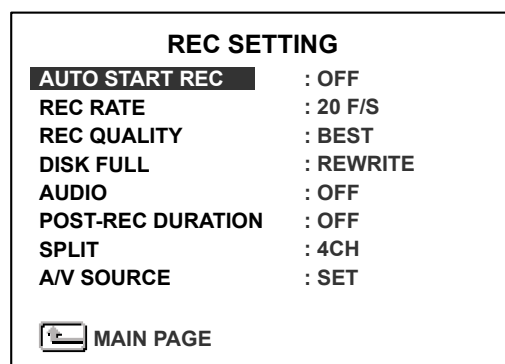 REC SETTING
AUTO START REC : OFF
REC RATE : 20 F/S
REC QUALITY : BEST
DISK FULL : REWRITE
AUDIO : OFF
POST-REC DURATION : OFF
SPLIT : 4CH
A/V SOURCE : SET
MAIN PAGE